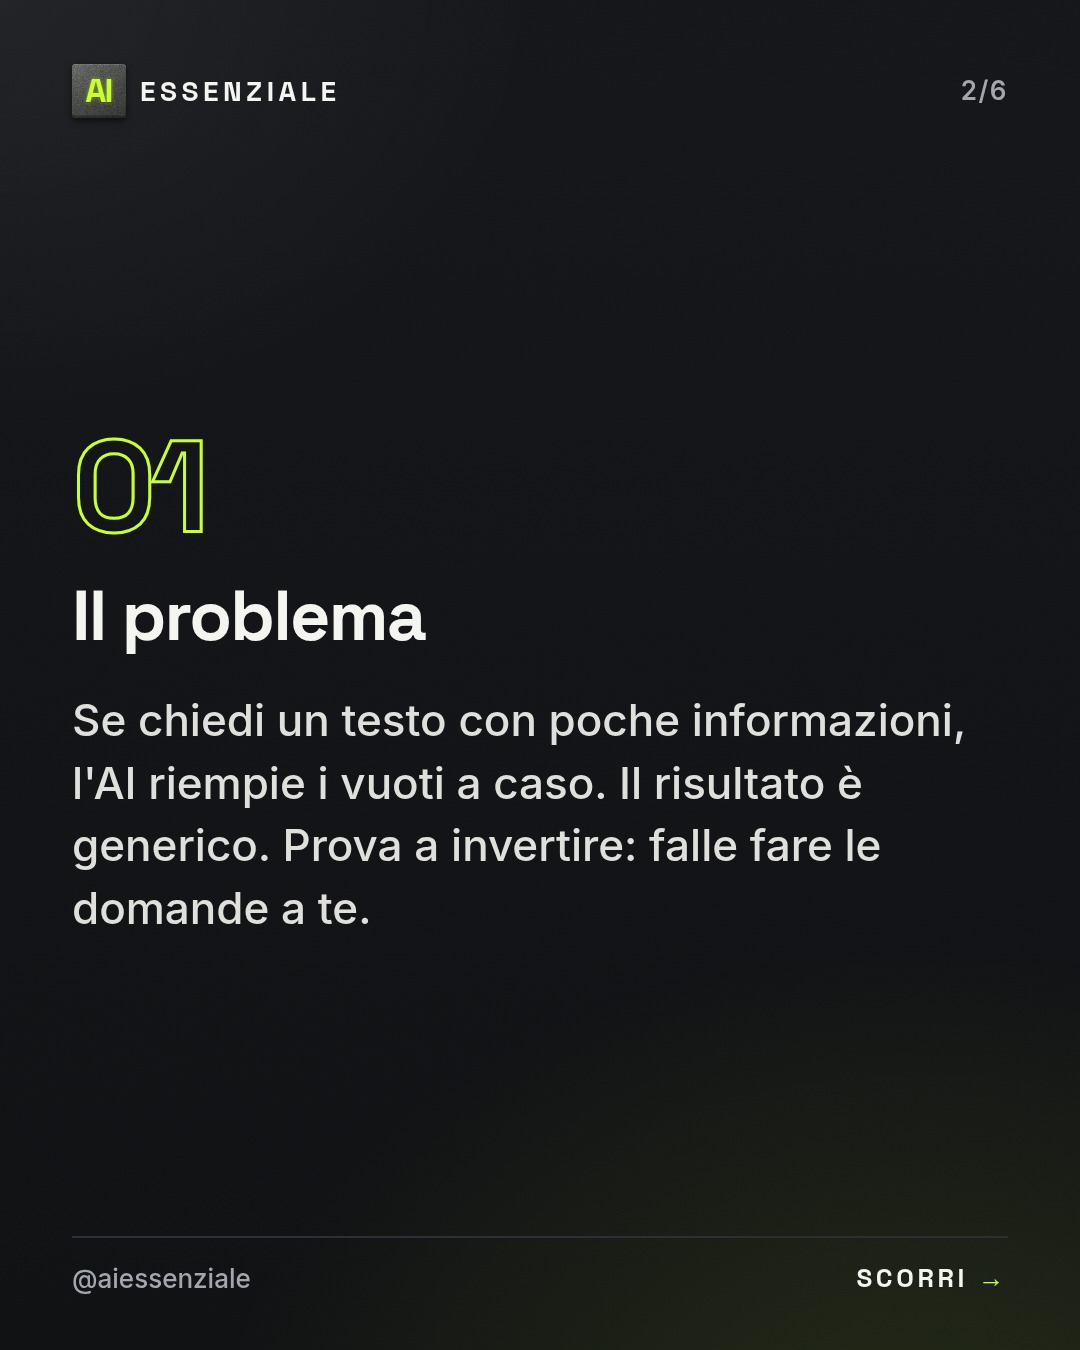 AI ESSENZIALE
2/6
01
Il problema
Se chiedi un testo con poche informazioni,
l'AI riempie i vuoti a caso. Il risultato è
generico. Prova a invertire: falle fare le
domande a te.
@aiessenziale
SCORRI →